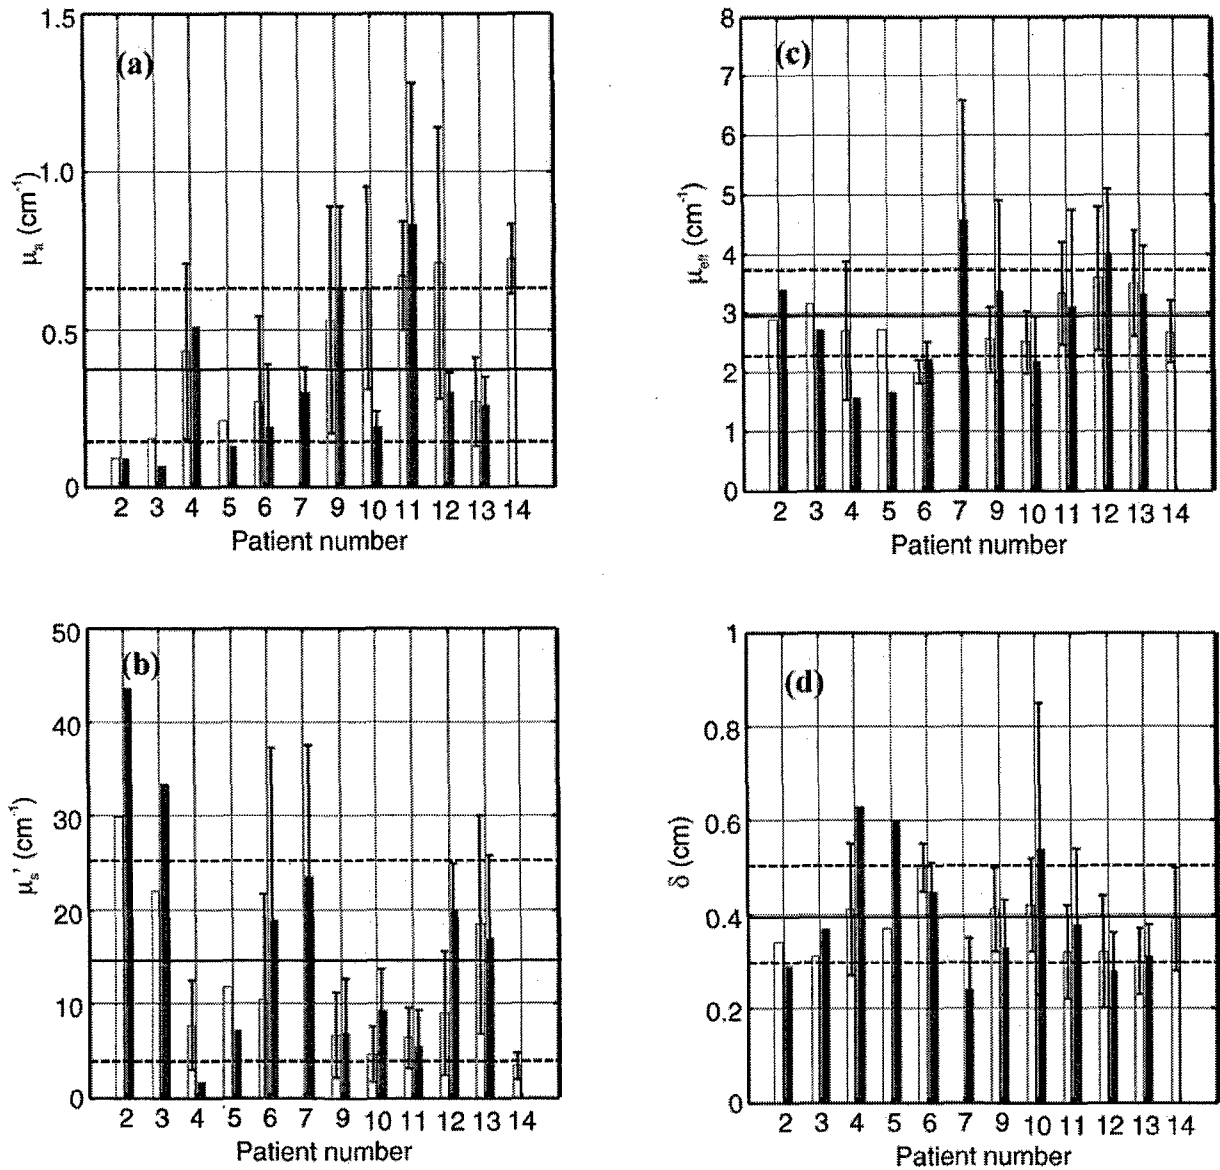 (a)
1.5
1.0
0.5
0
μa (cm-1)
2 3 4 5 6 7 9 10 11 12 13 14
Patient number
(c)
8
7
6
5
4
3
2
1
0
μeff (cm-1)
2 3 4 5 6 7 9 10 11 12 13 14
Patient number
(b)
50
40
30
20
10
0
μs' (cm-1)
2 3 4 5 6 7 9 10 11 12 13 14
Patient number
(d)
1
0.8
0.6
0.4
0.2
0
δ (cm)
2 3 4 5 6 7 9 10 11 12 13 14
Patient number